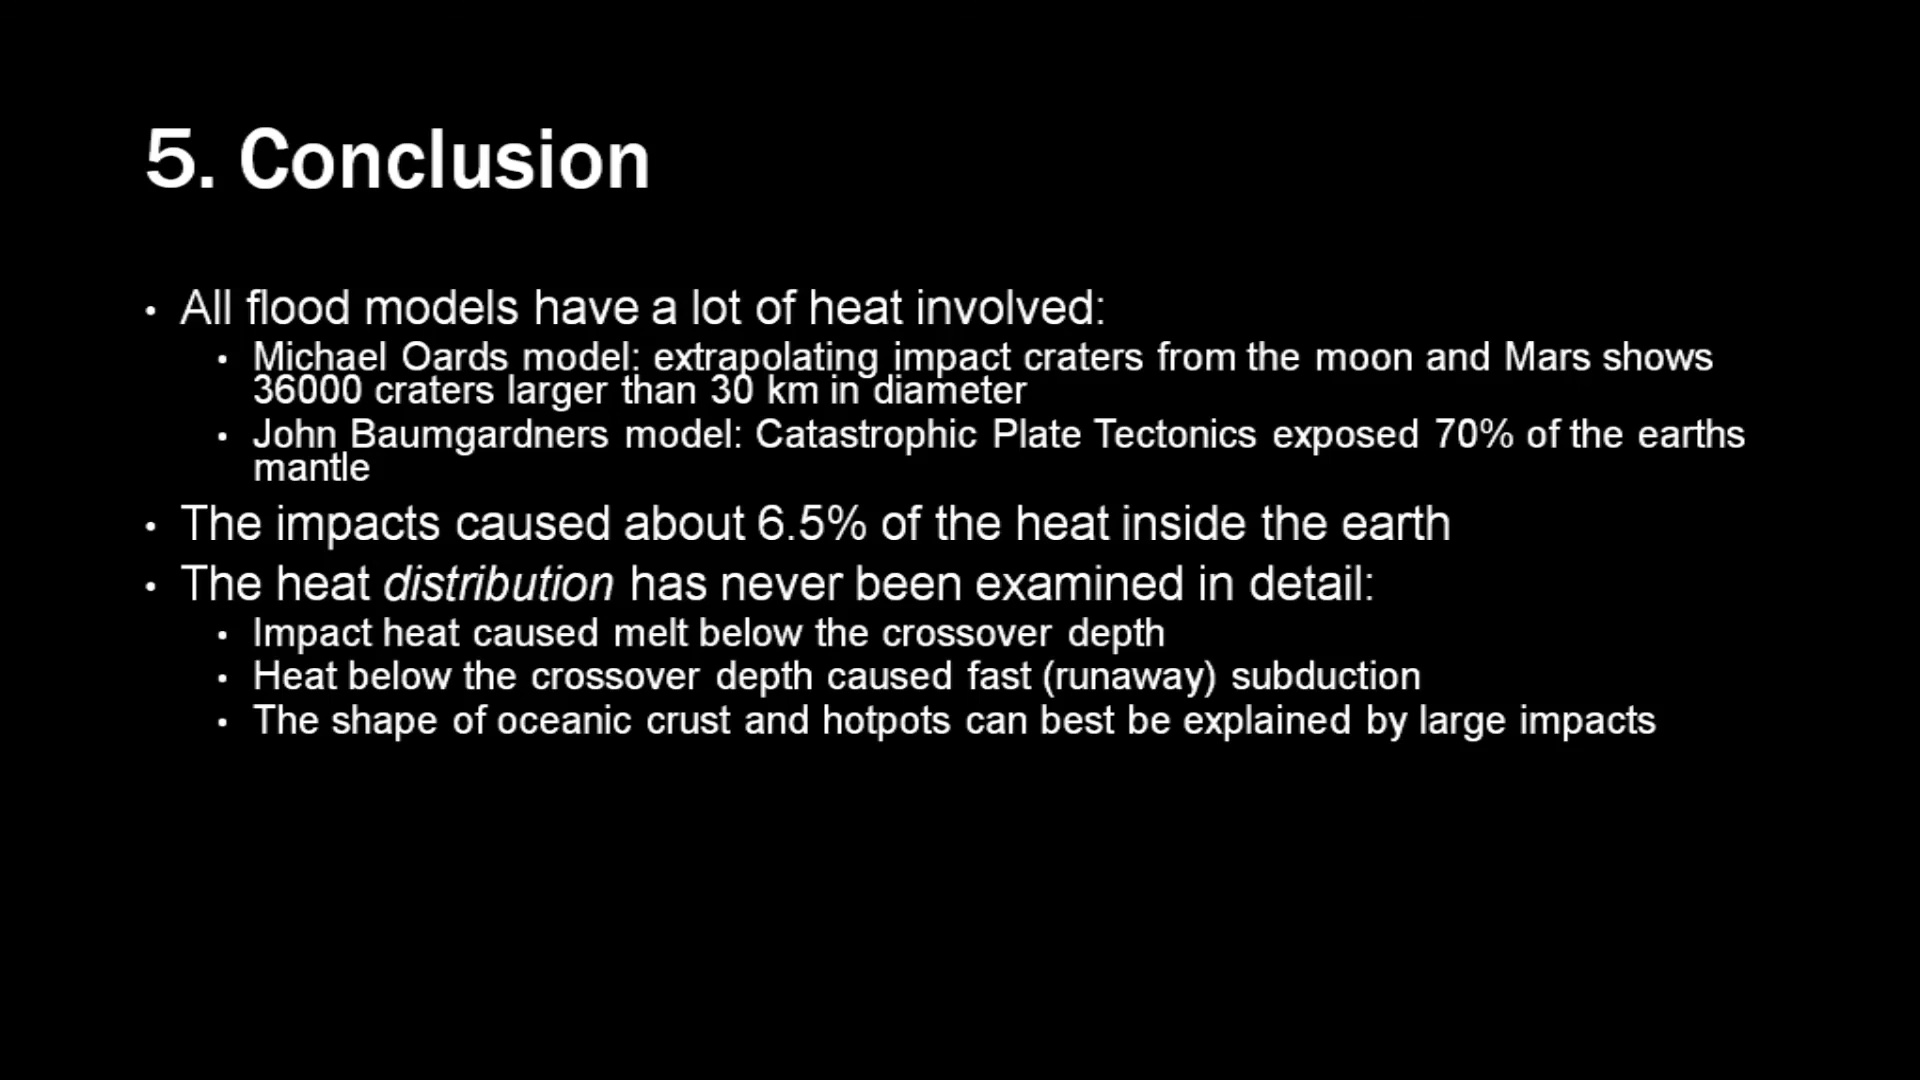 5. Conclusion
• All flood models have a lot of heat involved:
• Michael Oards model: extrapolating impact craters from the moon and Mars shows
36000 craters larger than 30 km in diameter
• John Baumgardners model: Catastrophic Plate Tectonics exposed 70% of the earths
mantle
• The impacts caused about 6.5% of the heat inside the earth
• The heat distribution has never been examined in detail:
• Impact heat caused melt below the crossover depth
• Heat below the crossover depth caused fast (runaway) subduction
• The shape of oceanic crust and hotpots can best be explained by large impacts